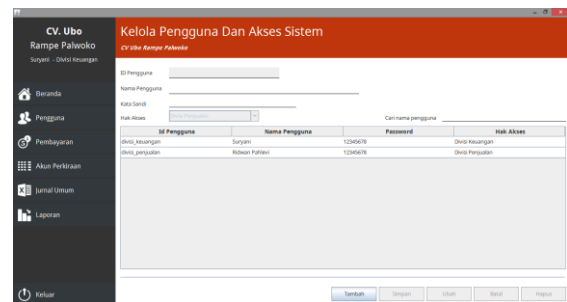 CV. Ubo
Rampe Palwoko
Suryani - Divisi Keuangan
Beranda
Pengguna
Pembayaran
Akun Perkiraan
Jurnal Umum
Laporan
Keluar
Kelola Pengguna Dan Akses Sistem
CV Ubo Rampe Palwoko
ID Pengguna
Nama Pengguna
Kata Sandi
Hak Akses Divisi Penjualan Cari nama pengguna
Id Pengguna Nama Pengguna Password Hak Akses
divisi_keuangan Suryani 12345678 Divisi Keuangan
divisi_penjualan Ridwan Pahlevi 12345678 Divisi Penjualan
Tambah Simpan Ubah Batal Hapus